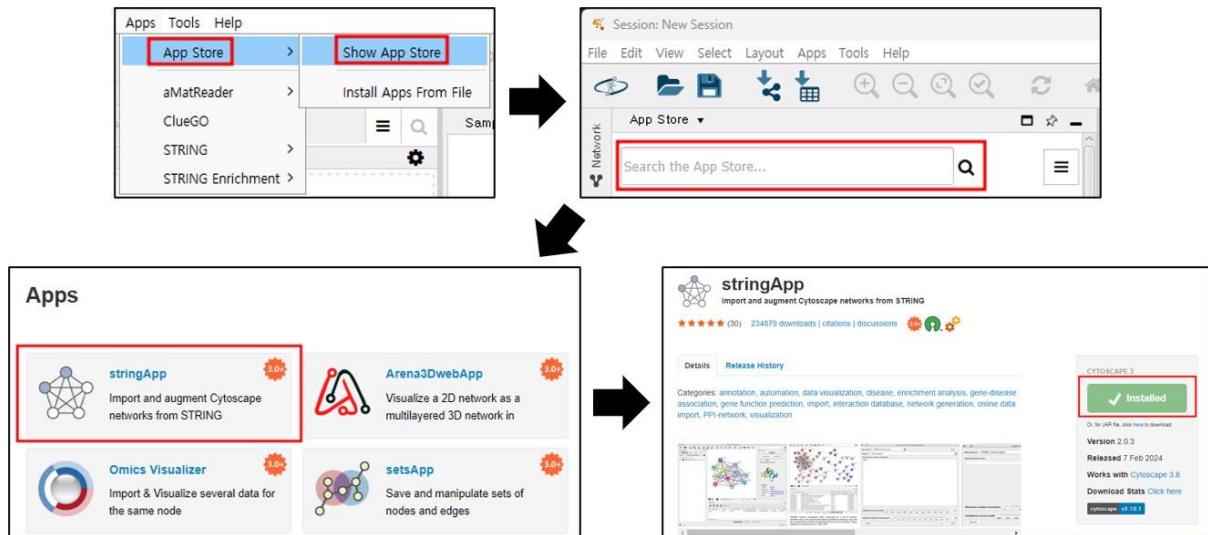 Apps Tools Help
App Store >
Show App Store
aMatReader >
Install Apps From File
ClueGO
STRING >
STRING Enrichment >
Session: New Session
File Edit View Select Layout Apps Tools Help
Network
App Store ▾
Search the App Store...
Apps
stringApp
3.0+
Import and augment Cytoscape
networks from STRING
Arena3DwebApp
3.0+
Visualize a 2D network as a
multilayered 3D network in
Omics Visualizer
3.0+
Import & Visualize several data for
the same node
setsApp
3.0+
Save and manipulate sets of
nodes and edges
stringApp
Import and augment Cytoscape networks from STRING
(30) 234679 downloads | citations | discussions
Details Release History
Categories: annotation, automation, data visualization, disease, enrichment analysis, gene-disease
association, gene function prediction, import, interaction database, network generation, online data
import, PPI-network, visualization
CYTOSCAPE 3
✓ Installed
Or, for JAR file, click here to download
Version 2.0.3
Released 7 Feb 2024
Works with Cytoscape 3.8
Download Stats Click here
cytoscape v3.10.1